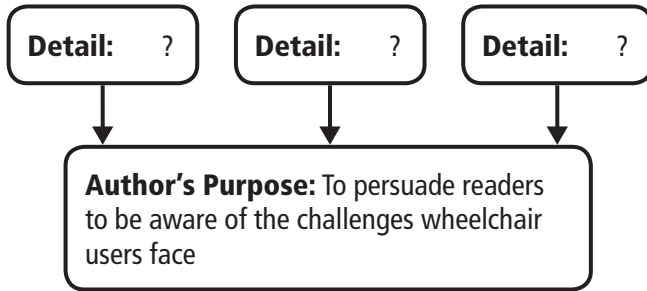 Detail: ?
Detail: ?
Detail: ?
Author's Purpose: To persuade readers
to be aware of the challenges wheelchair
users face